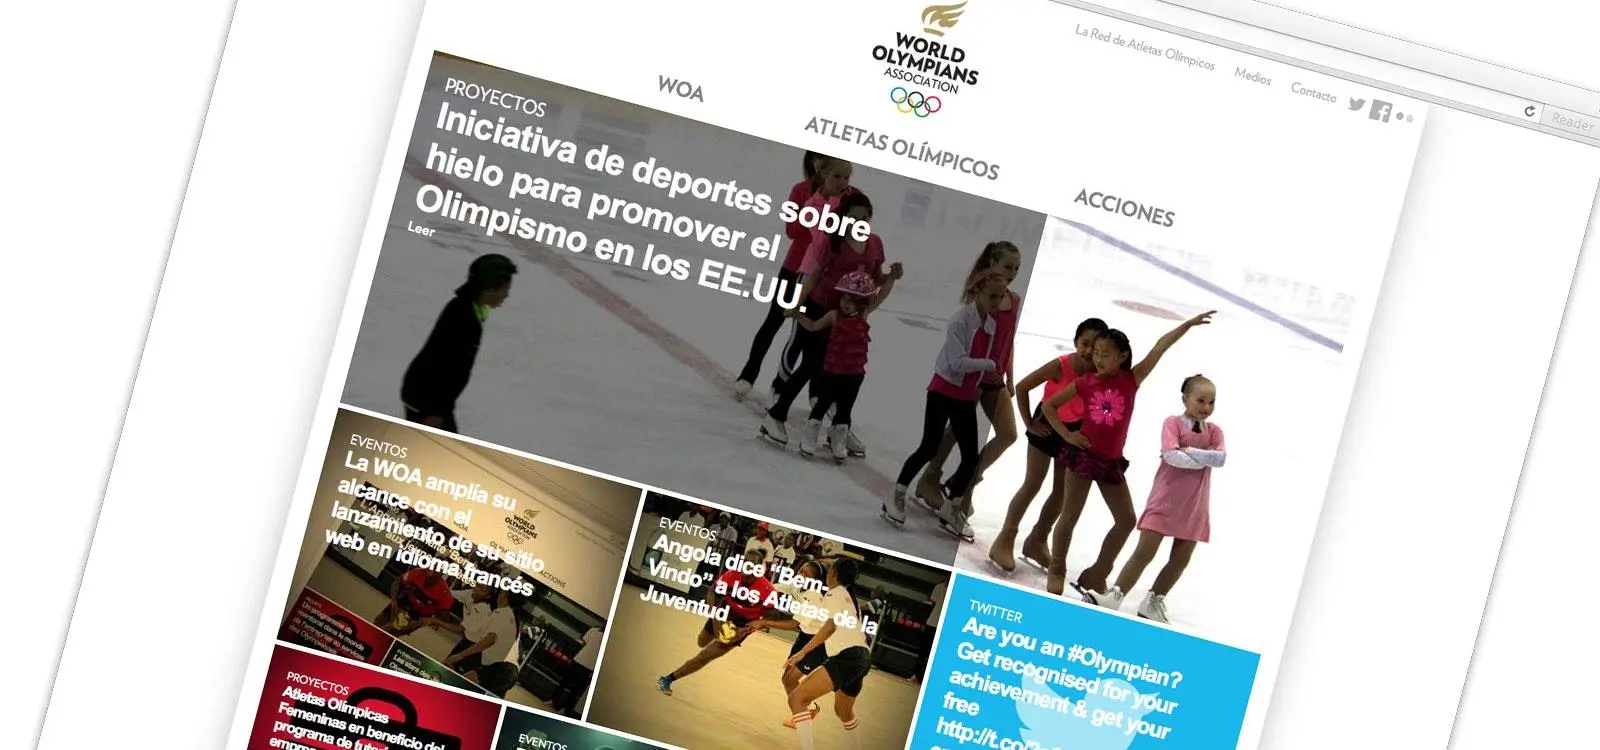 WORLD
OLYMPIANS
ASSOCIATION
La Red de Atletas Olímpicos
Medios
Contacto
Reader
WOA
ATLETAS OLÍMPICOS
ACCIONES
PROYECTOS
Iniciativa de deportes sobre
hielo para promover el
Olimpismo en los EE.UU.
Leer
EVENTOS
La WOA amplía su
alcance con el
lanzamiento de su sitio
web en idioma francés
WORLD
OLYMPIANS
EVENTOS
Angola dice “Bem-
Vindo” a los Atletas de la
Juventud
TWITTER
Are you an #Olympian?
Get recognised for your
achievement & get your
free
PROYECTOS
Atletas Olímpicas
Femeninas en beneficio del
programa de
EVENTOS